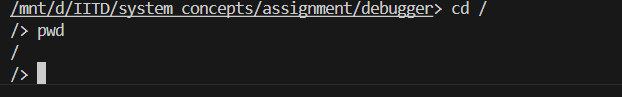 /mnt/d/IITD/system concepts/assignment/debugger> cd /
/> pwd
/
/>